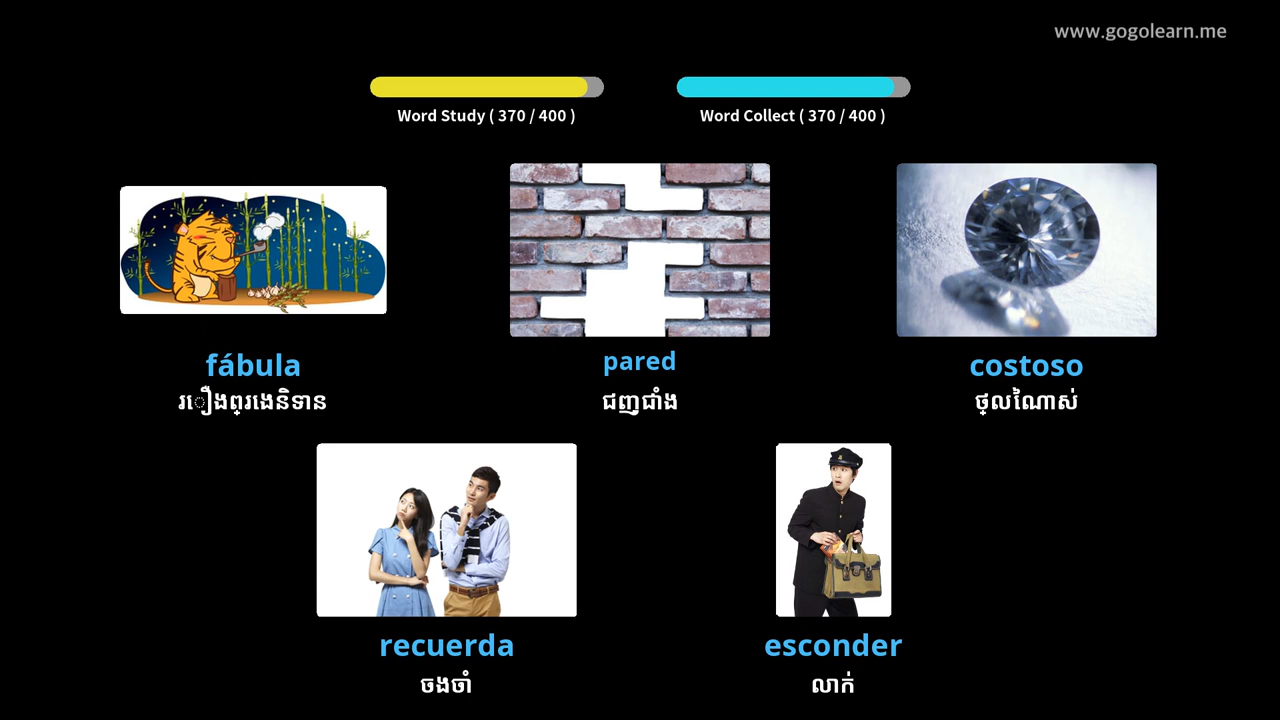 www.gogolearn.me
Word Study ( 370 / 400 )
Word Collect ( 370 / 400 )
fábula
រឿងព្រេងនិទាន
pared
ជញ្ជាំង
costoso
ថ្លៃណាស់
recuerda
ចងចាំ
esconder
លាក់